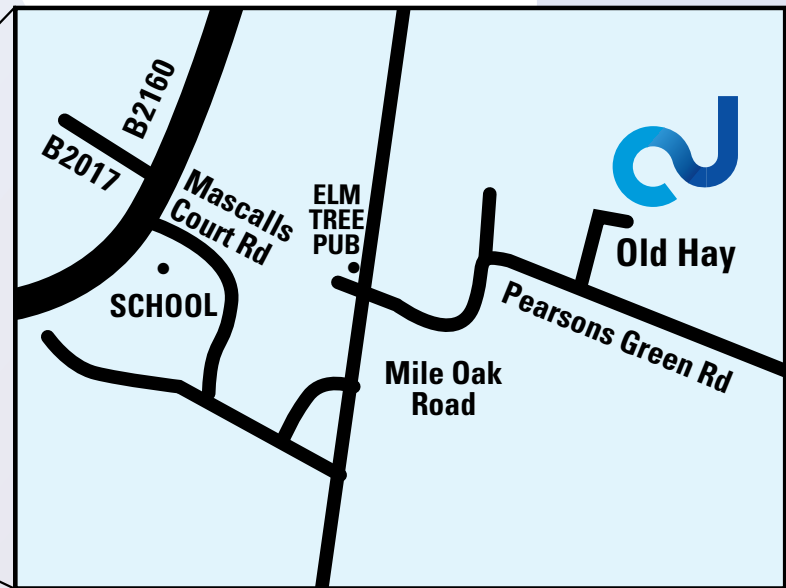 B2160
B2017
Mascalls
Court Rd
ELM
TREE
PUB
Old Hay
SCHOOL
Pearsons Green Rd
Mile Oak
Road